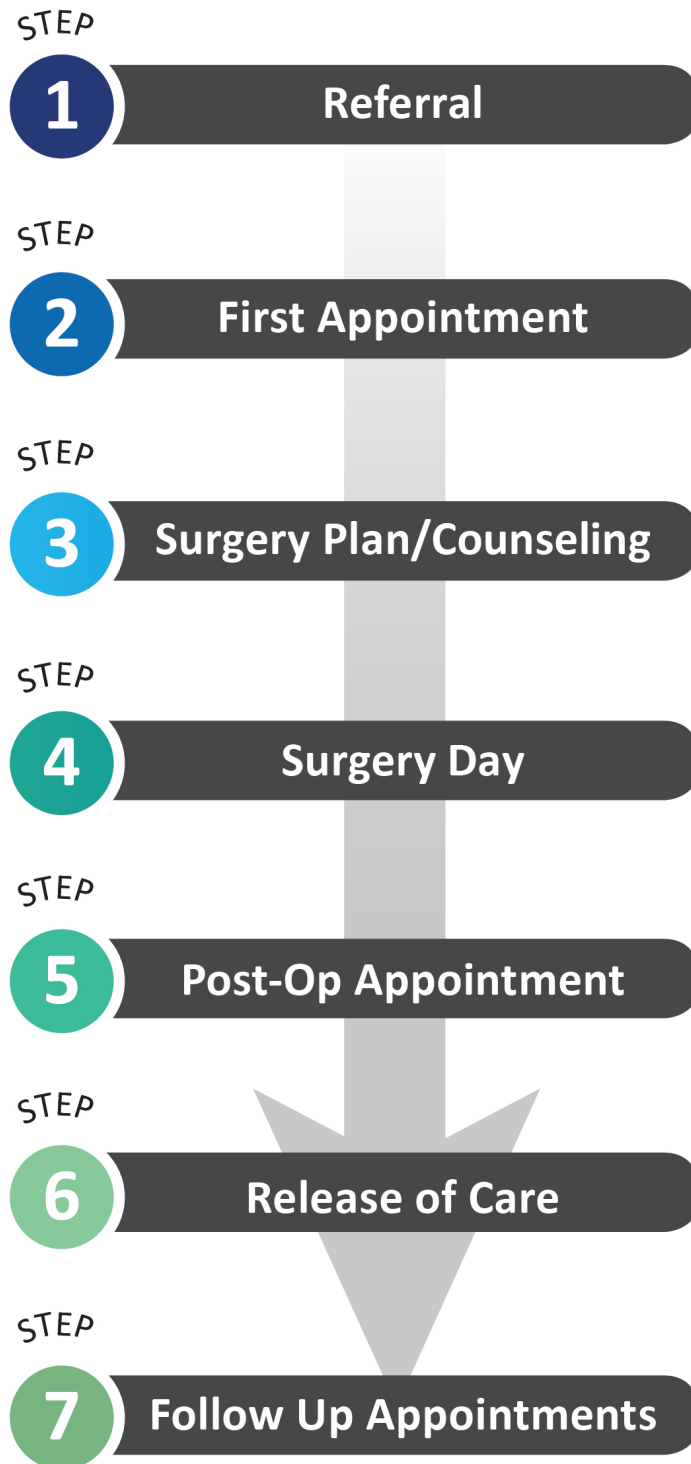 STEP
1
Referral
STEP
2
First Appointment
STEP
3
Surgery Plan/Counseling
STEP
4
Surgery Day
STEP
5
Post-Op Appointment
STEP
6
Release of Care
STEP
7
Follow Up Appointments